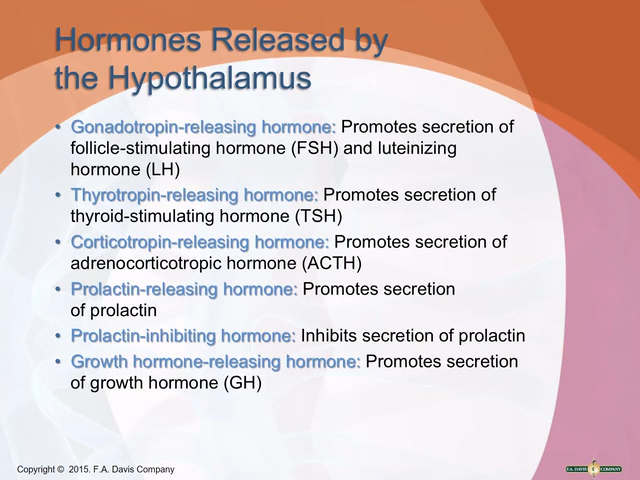 Hormones Released by
the Hypothalamus
• Gonadotropin-releasing hormone: Promotes secretion of
follicle-stimulating hormone (FSH) and luteinizing
hormone (LH)
• Thyrotropin-releasing hormone: Promotes secretion of
thyroid-stimulating hormone (TSH)
• Corticotropin-releasing hormone: Promotes secretion of
adrenocorticotropic hormone (ACTH)
• Prolactin-releasing hormone: Promotes secretion
of prolactin
• Prolactin-inhibiting hormone: Inhibits secretion of prolactin
• Growth hormone-releasing hormone: Promotes secretion
of growth hormone (GH)
Copyright © 2015. F.A. Davis Company
F.A. DAVIS COMPANY